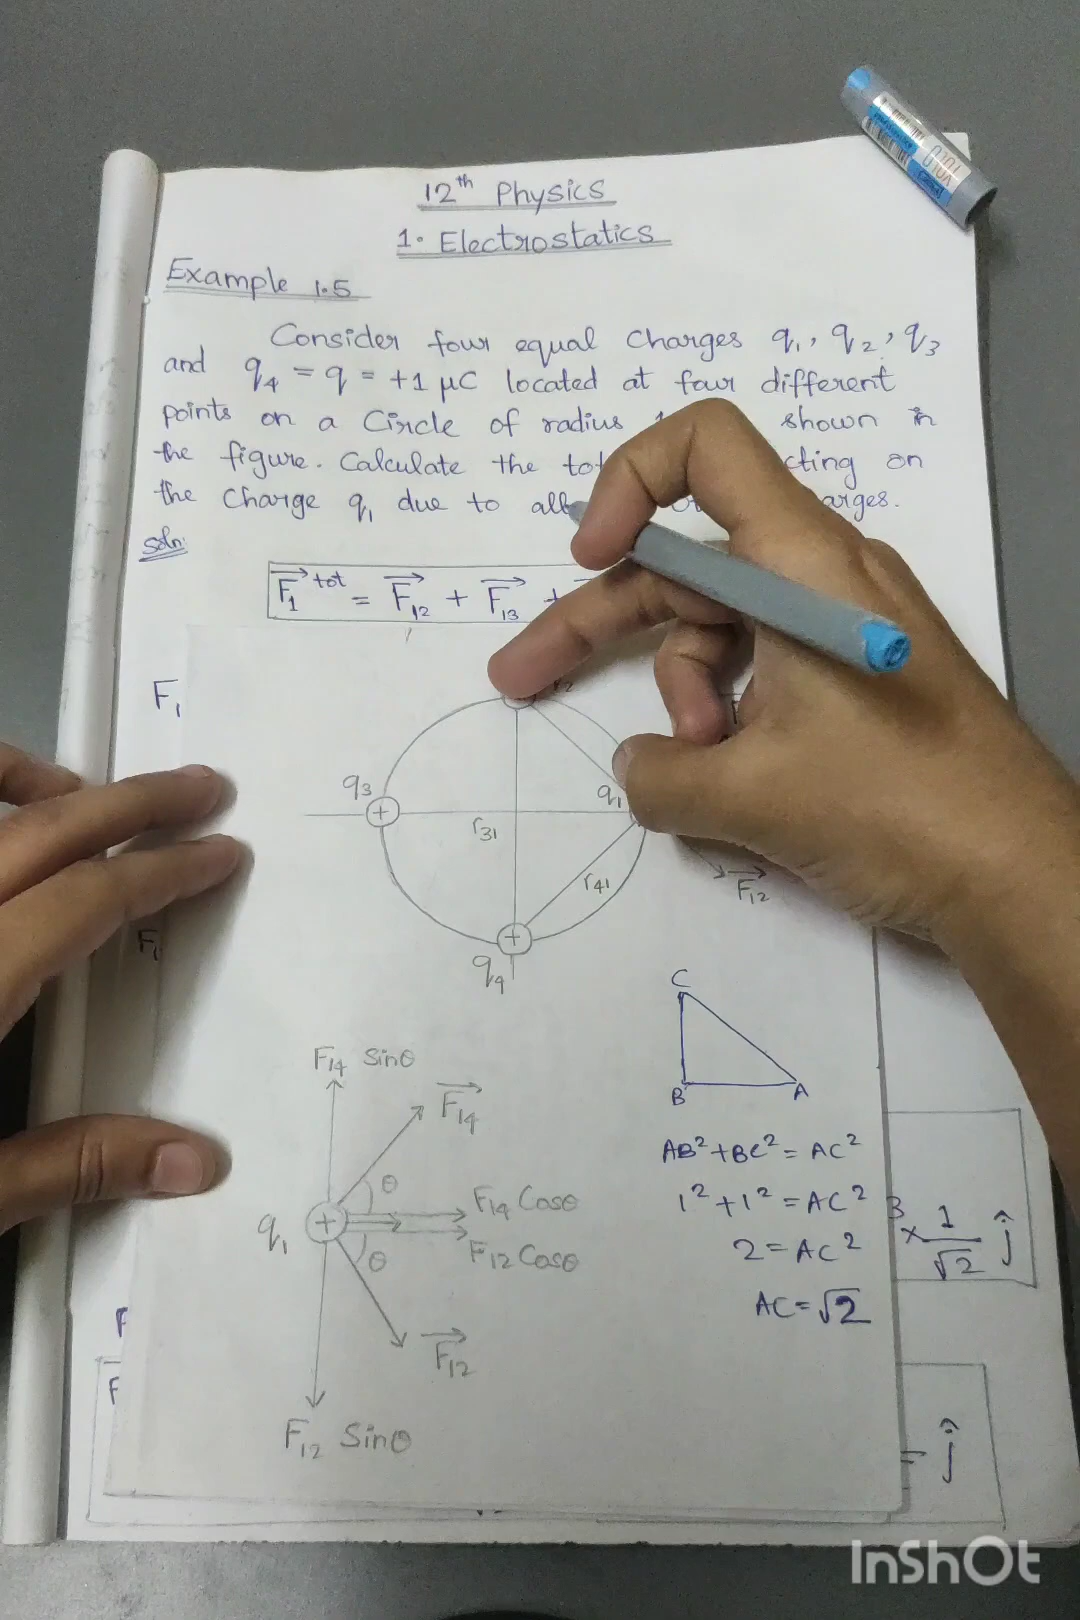 12th Physics
1. Electrostatics
Example 1.5
Consider four equal charges q1, q2, q3
and q4 = q = +1 μC located at four different
points on a Circle of radius shown in
the figure. Calculate the on
the charge q1 due to all
Soln:
F1 tot = F12 + F13 +
F1
q3
q1
r31
r41
F12
q4
C
B
A
F14 Sinθ
F14
θ
F14 Cosθ
q1
F12 Cosθ
θ
F12
F12 Sinθ
AB² + BC² = AC²
1² + 1² = AC²
2 = AC²
AC = √2
× 1/√2 ĵ
= ĵ
InShOt